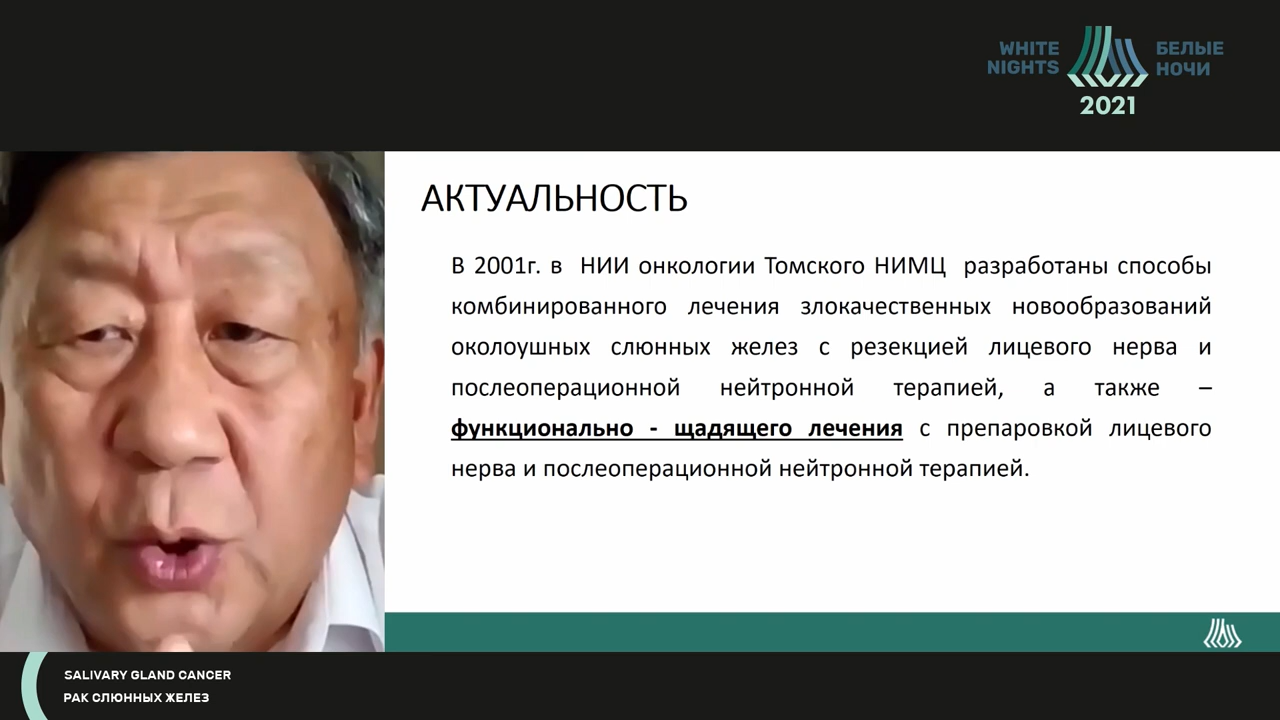 WHITE
NIGHTS
БЕЛЫЕ
НОЧИ
2021
АКТУАЛЬНОСТЬ
В 2001г. в НИИ онкологии Томского НИМЦ разработаны способы
комбинированного лечения злокачественных новообразований
околоушных слюнных желез с резекцией лицевого нерва и
послеоперационной нейтронной терапией, а также –
функционально - щадящего лечения с препаровкой лицевого
нерва и послеоперационной нейтронной терапией.
SALIVARY GLAND CANCER
РАК СЛЮННЫХ ЖЕЛЕЗ